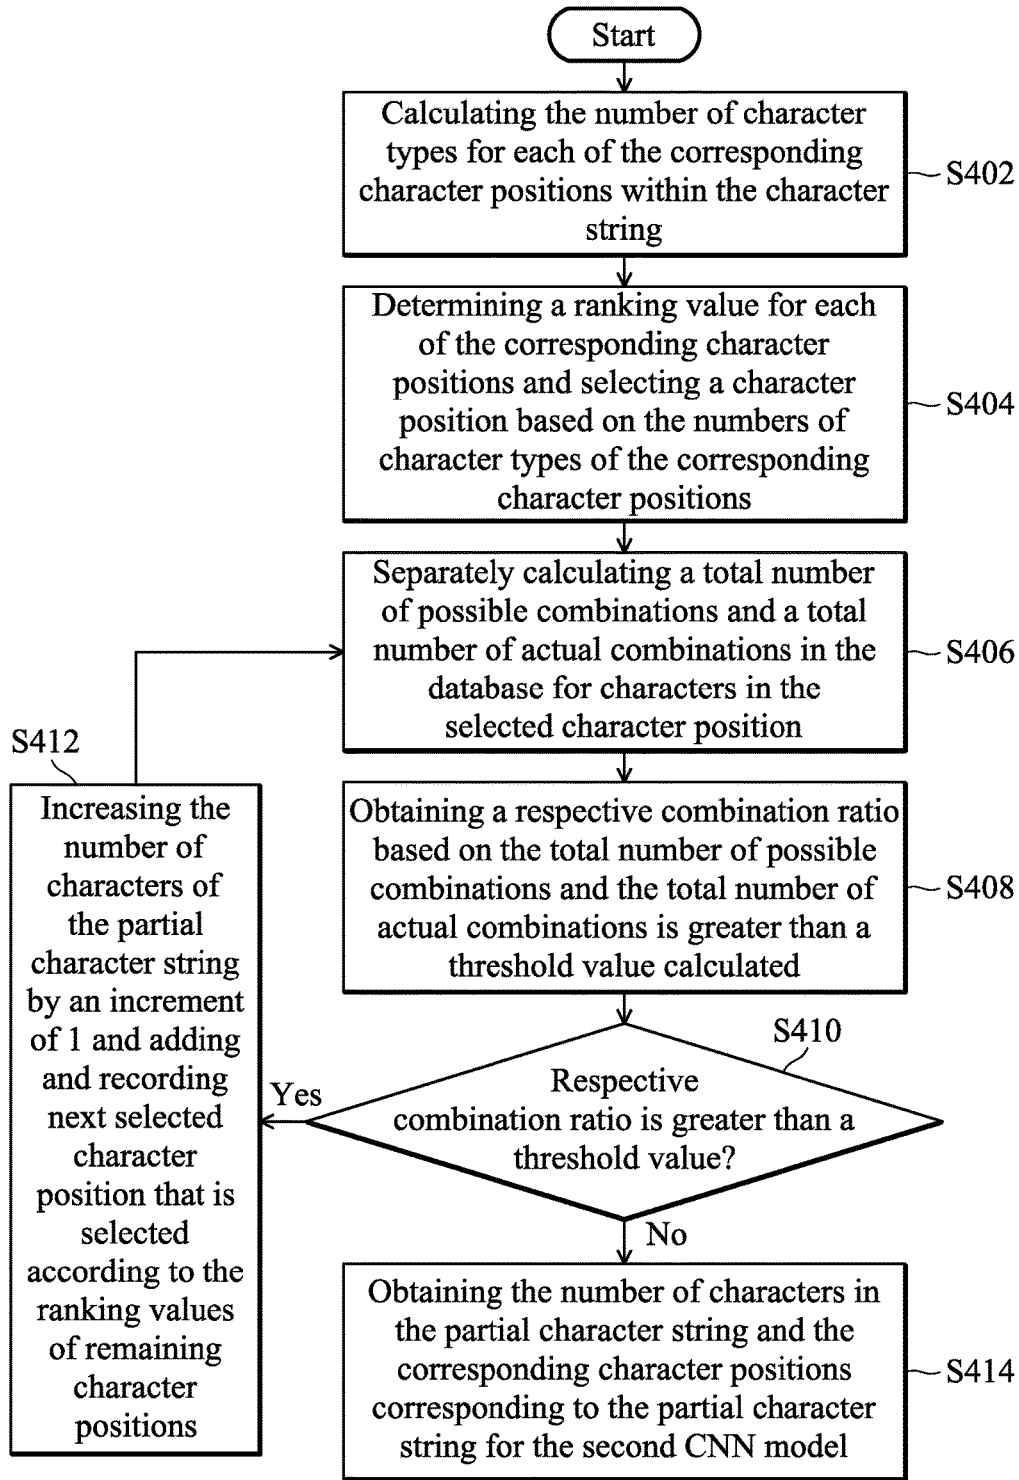 Start
Calculating the number of character
types for each of the corresponding
character positions within the character
string
S402
Determining a ranking value for each
of the corresponding character
positions and selecting a character
position based on the numbers of
character types of the corresponding
character positions
S404
Separately calculating a total number
of possible combinations and a total
number of actual combinations in the
database for characters in the
selected character position
S406
Obtaining a respective combination ratio
based on the total number of possible
combinations and the total number of
actual combinations is greater than a
threshold value calculated
S408
S410
Respective
combination ratio is greater than a
threshold value?
Yes
S412
Increasing the
number of
characters of
the partial
character string
by an increment
of 1 and adding
and recording
next selected
character
position that is
selected
according to the
ranking values
of remaining
character
positions
No
Obtaining the number of characters in
the partial character string and the
corresponding character positions
corresponding to the partial character
string for the second CNN model
S414